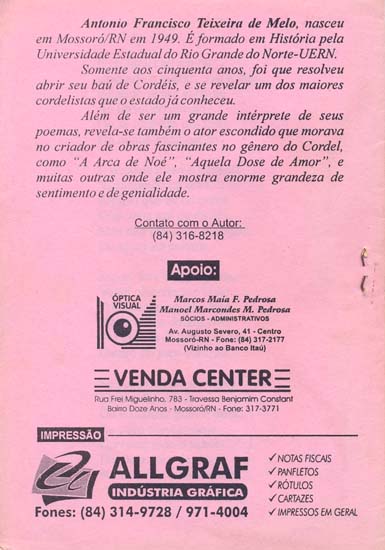 Antonio Francisco Teixeira de Melo, nasceu
em Mossoró/RN em 1949. É formado em História pela
Universidade Estadual do Rio Grande do Norte-UERN.
Somente aos cinquenta anos, foi que resolveu
abrir seu baú de Cordéis, e se revelar um dos maiores
cordelistas que o estado já conheceu.
Além de ser um grande intérprete de seus
poemas, revela-se também o ator escondido que morava
no criador de obras fascinantes no gênero do Cordel,
como "A Arca de Noé", "Aquela Dose de Amor", e
muitas outras onde ele mostra enorme grandeza de
sentimento e de genialidade.
Contato com o Autor:
(84) 316-8218
Apoio:
ÓPTICA
VISUAL
Marcos Maia F. Pedrosa
Manoel Marcondes M. Pedrosa
SÓCIOS - ADMINISTRATIVOS
Av. Augusto Severo, 41 - Centro
Mossoró-RN - Fone: (84) 317-2177
(Vizinho ao Banco Itaú)
VENDA CENTER
Rua Frei Miguelinho, 783 - Travessa Benjamim Constant
Bairro Doze Anos - Mossoró/RN - Fone: 317-3771
IMPRESSÃO
ALLGRAF
INDÚSTRIA GRÁFICA
Fones: (84) 314-9728 / 971-4004
✓ NOTAS FISCAIS
✓ PANFLETOS
✓ RÓTULOS
✓ CARTAZES
✓ IMPRESSOS EM GERAL